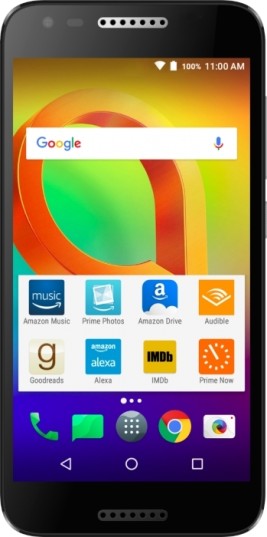 100% 11:00 AM
Google
music
amazon
alexa
IMDb
Amazon Music Prime Photos Amazon Drive Audible
g
Goodreads Alexa IMDb Prime Now